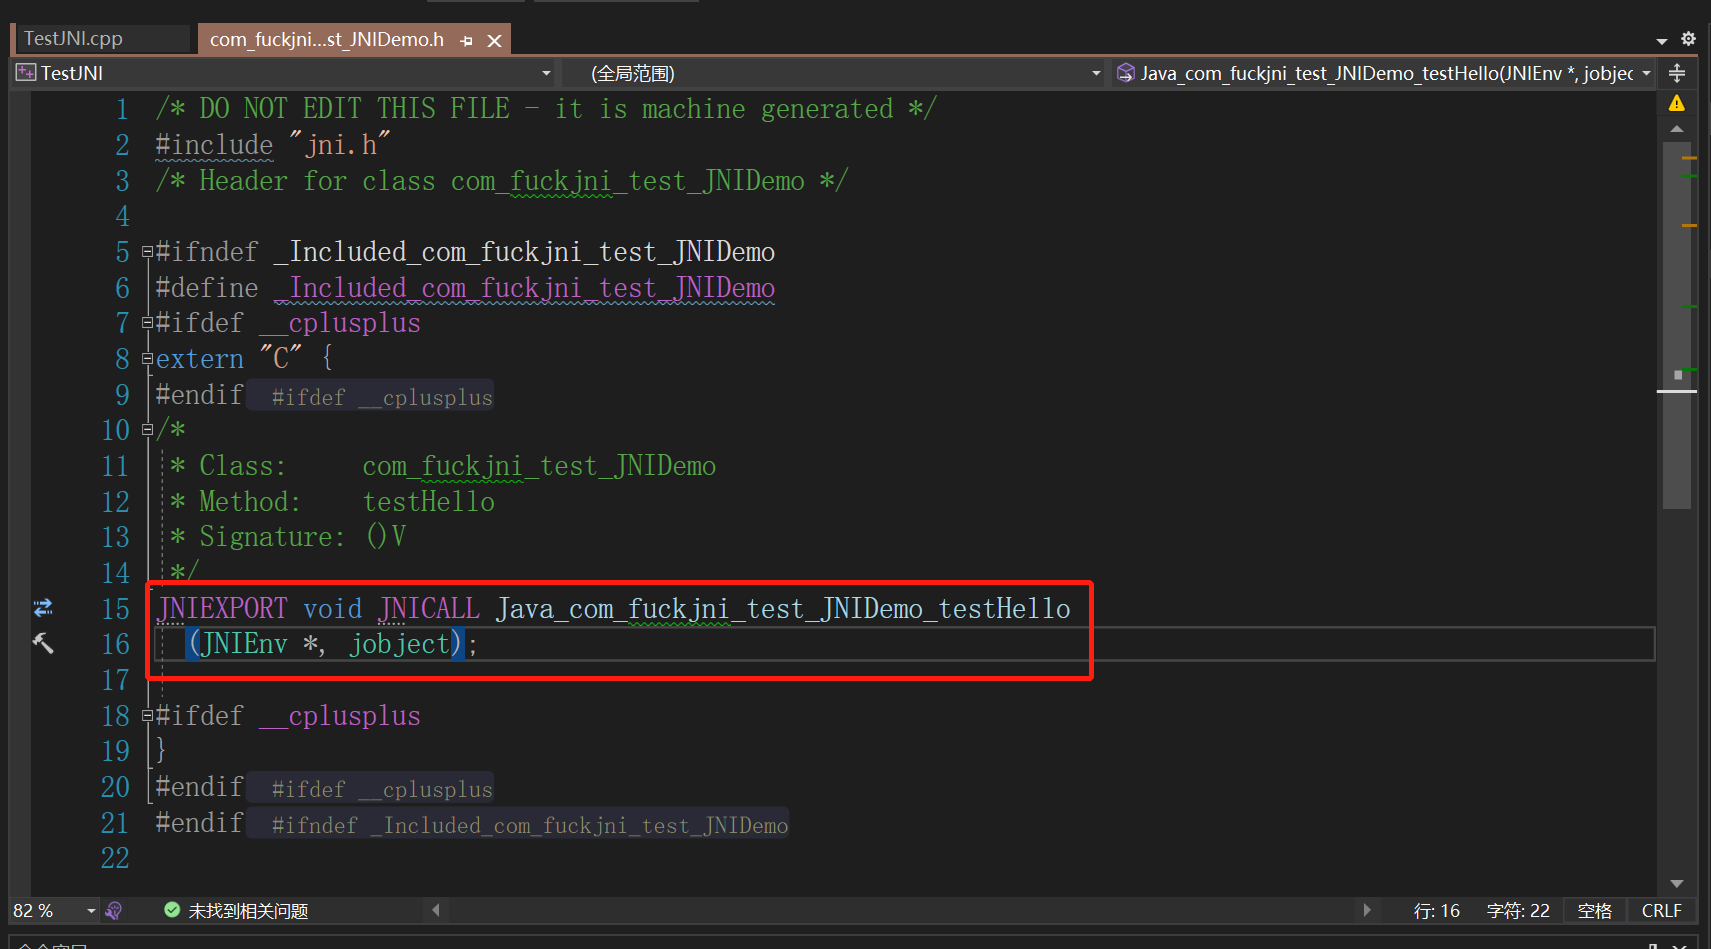 TestJNI.cpp
com_fuckjni...st_JNIDemo.h
TestJNI
(全局范围)
Java_com_fuckjni_test_JNIDemo_testHello(JNIEnv *, jobjec
1 /* DO NOT EDIT THIS FILE - it is machine generated */
2 #include "jni.h"
3 /* Header for class com_fuckjni_test_JNIDemo */
4
5 #ifndef _Included_com_fuckjni_test_JNIDemo
6 #define _Included_com_fuckjni_test_JNIDemo
7 #ifdef __cplusplus
8 extern "C" {
9 #endif #ifdef __cplusplus
10 /*
11 * Class: com_fuckjni_test_JNIDemo
12 * Method: testHello
13 * Signature: ()V
14 */
15 JNIEXPORT void JNICALL Java_com_fuckjni_test_JNIDemo_testHello
16 (JNIEnv *, jobject);
17
18 #ifdef __cplusplus
19 }
20 #endif #ifdef __cplusplus
21 #endif #ifndef _Included_com_fuckjni_test_JNIDemo
22
82 %
未找到相关问题
行: 16
字符: 22
空格
CRLF